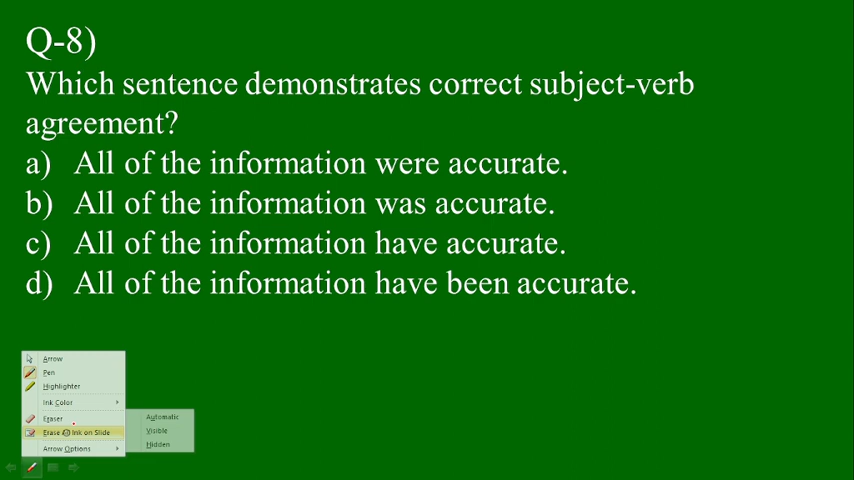 Q-8)
Which sentence demonstrates correct subject-verb
agreement?
a) All of the information were accurate.
b) All of the information was accurate.
c) All of the information have accurate.
d) All of the information have been accurate.
Arrow
Pen
Highlighter
Ink Color
Eraser
Erase All Ink on Slide
Arrow Options
Automatic
Visible
Hidden